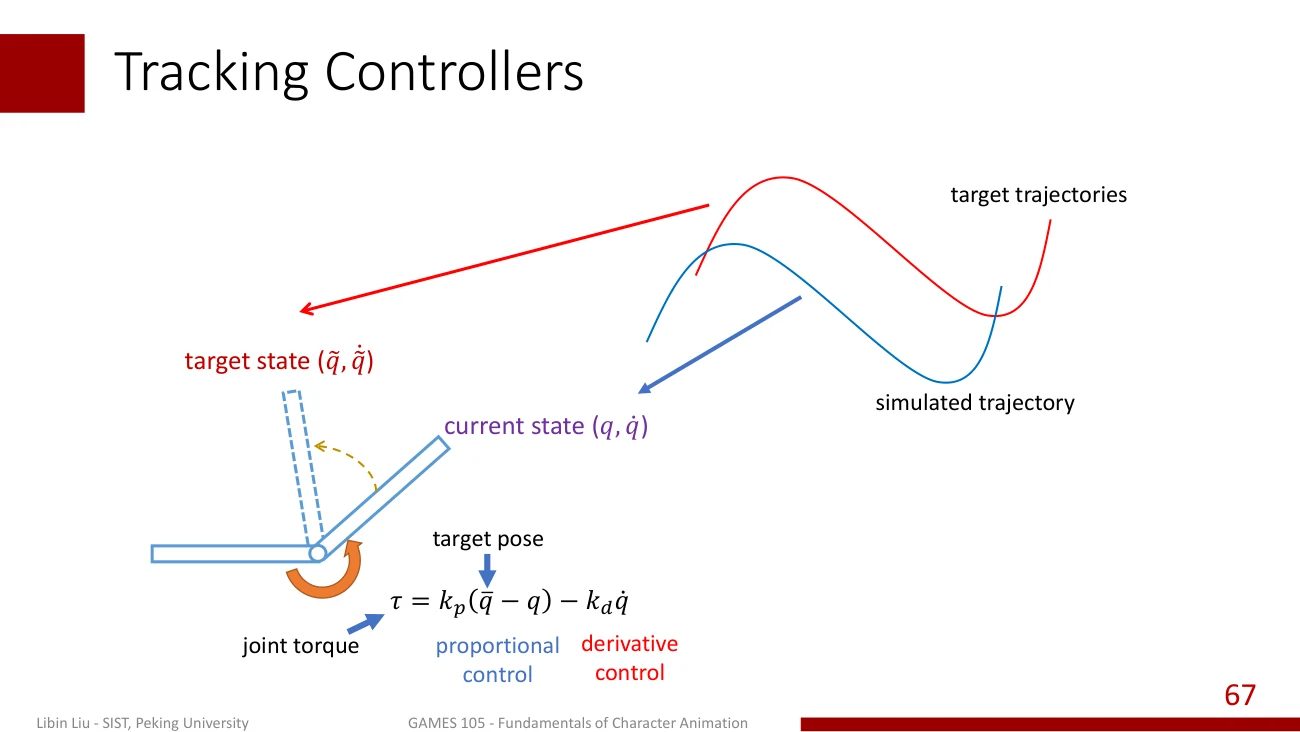 Tracking Controllers
target trajectories
target state (q̃, q̃̇)
simulated trajectory
current state (q, q̇)
target pose
τ = kₚ(q̄ − q) − k_d q̇
joint torque
proportional
control
derivative
control
67
Libin Liu - SIST, Peking University
GAMES 105 - Fundamentals of Character Animation